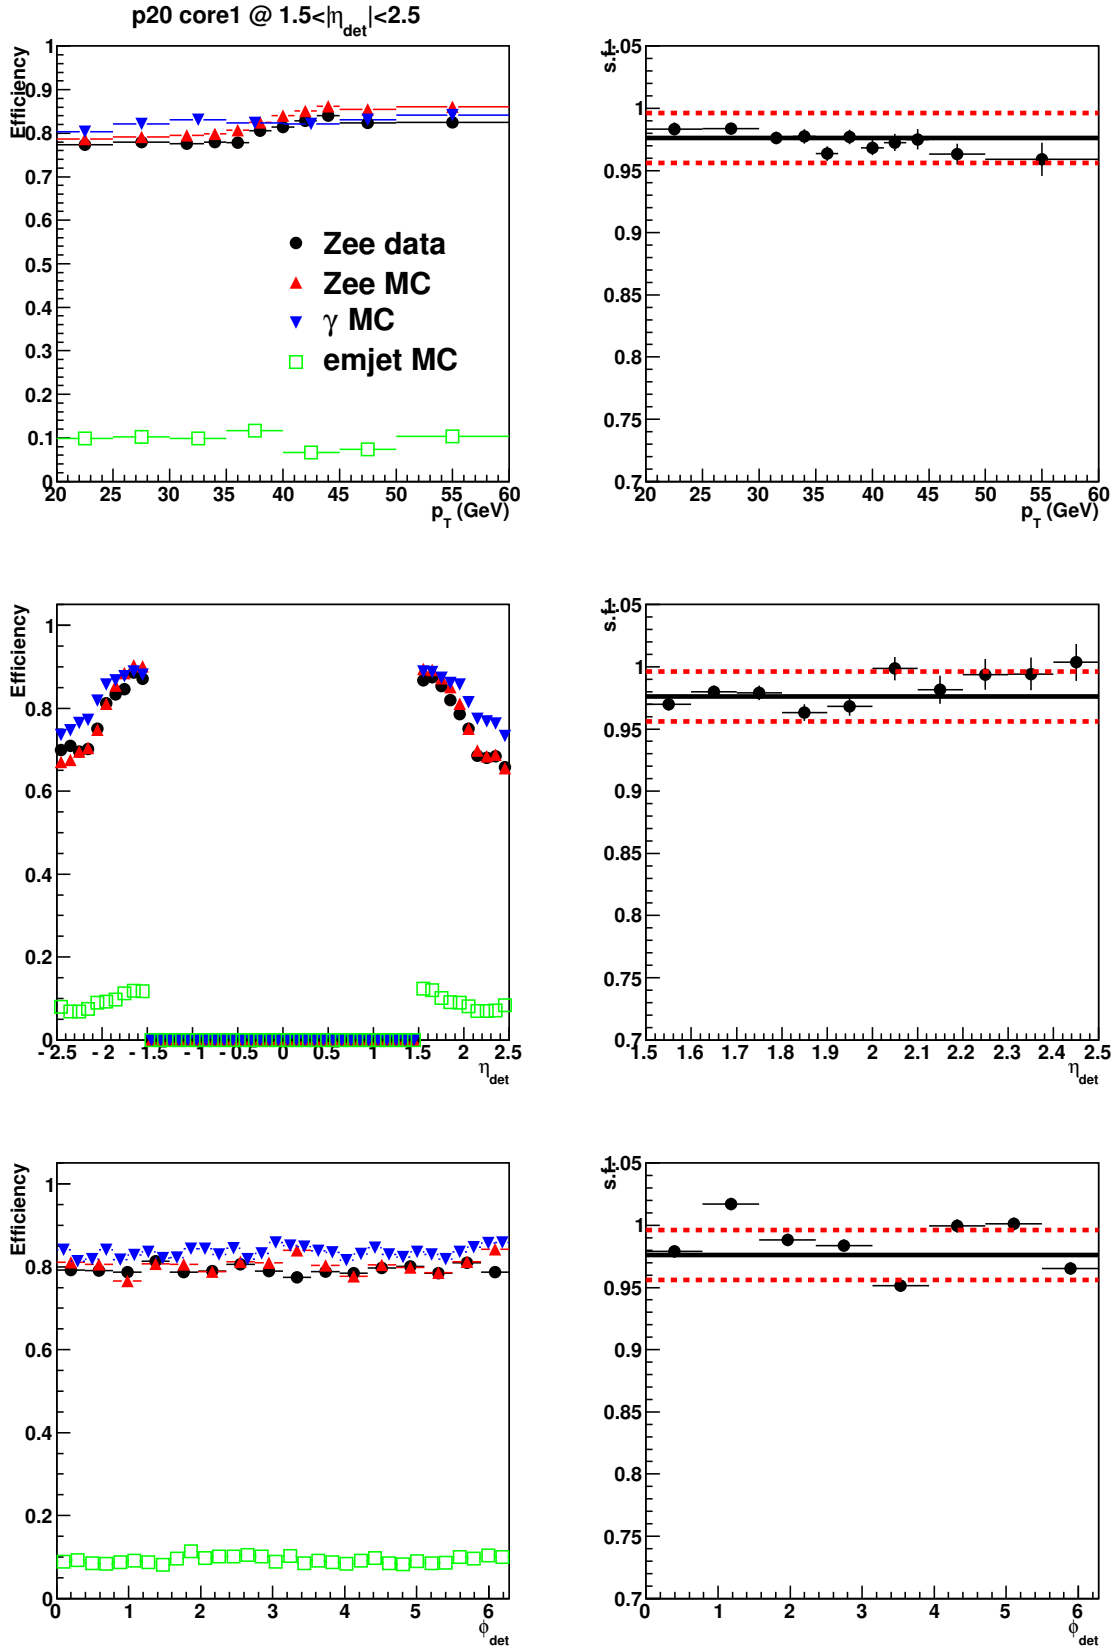 p20 core1 @ 1.5<|η_det|<2.5
Efficiency
1
0.9
0.8
0.7
0.6
0.5
0.4
0.3
0.2
0.1
0
20 25 30 35 40 45 50 55 60
p_T (GeV)
Zee data
Zee MC
γ MC
emjet MC
s.f.
1.05
1
0.95
0.9
0.85
0.8
0.75
0.7
20 25 30 35 40 45 50 55 60
p_T (GeV)
Efficiency
1
0.8
0.6
0.4
0.2
0
-2.5 -2 -1.5 -1 -0.5 0 0.5 1 1.5 2 2.5
η_det
s.f.
1.05
1
0.95
0.9
0.85
0.8
0.75
0.7
1.5 1.6 1.7 1.8 1.9 2 2.1 2.2 2.3 2.4 2.5
η_det
Efficiency
1
0.8
0.6
0.4
0.2
0
0 1 2 3 4 5 6
ϕ_det
s.f.
1.05
1
0.95
0.9
0.85
0.8
0.75
0.7
0 1 2 3 4 5 6
ϕ_det